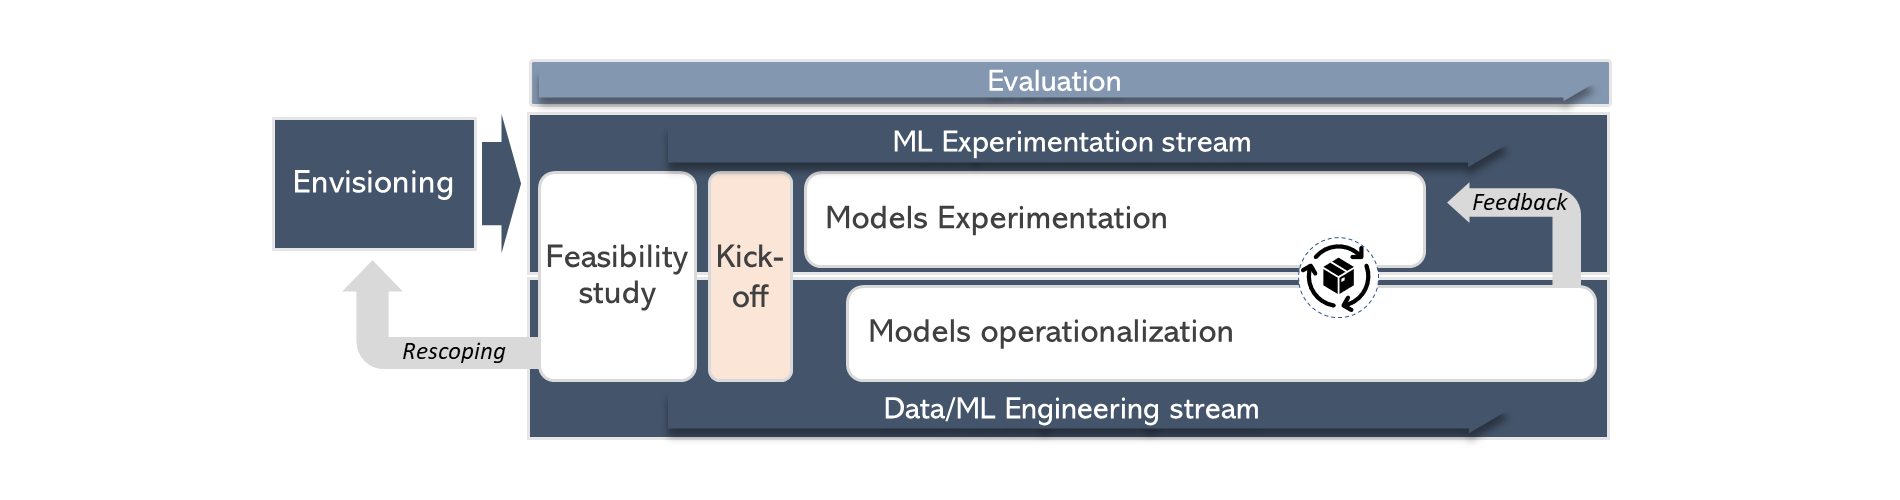 Evaluation
ML Experimentation stream
Envisioning
Models Experimentation
Feedback
Feasibility
study
Kick-
off
Models operationalization
Rescoping
Data/ML Engineering stream